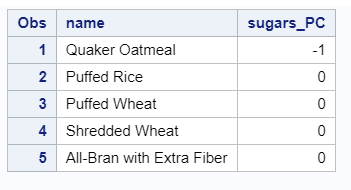 Obs name sugars_PC
1 Quaker Oatmeal -1
2 Puffed Rice 0
3 Puffed Wheat 0
4 Shredded Wheat 0
5 All-Bran with Extra Fiber 0